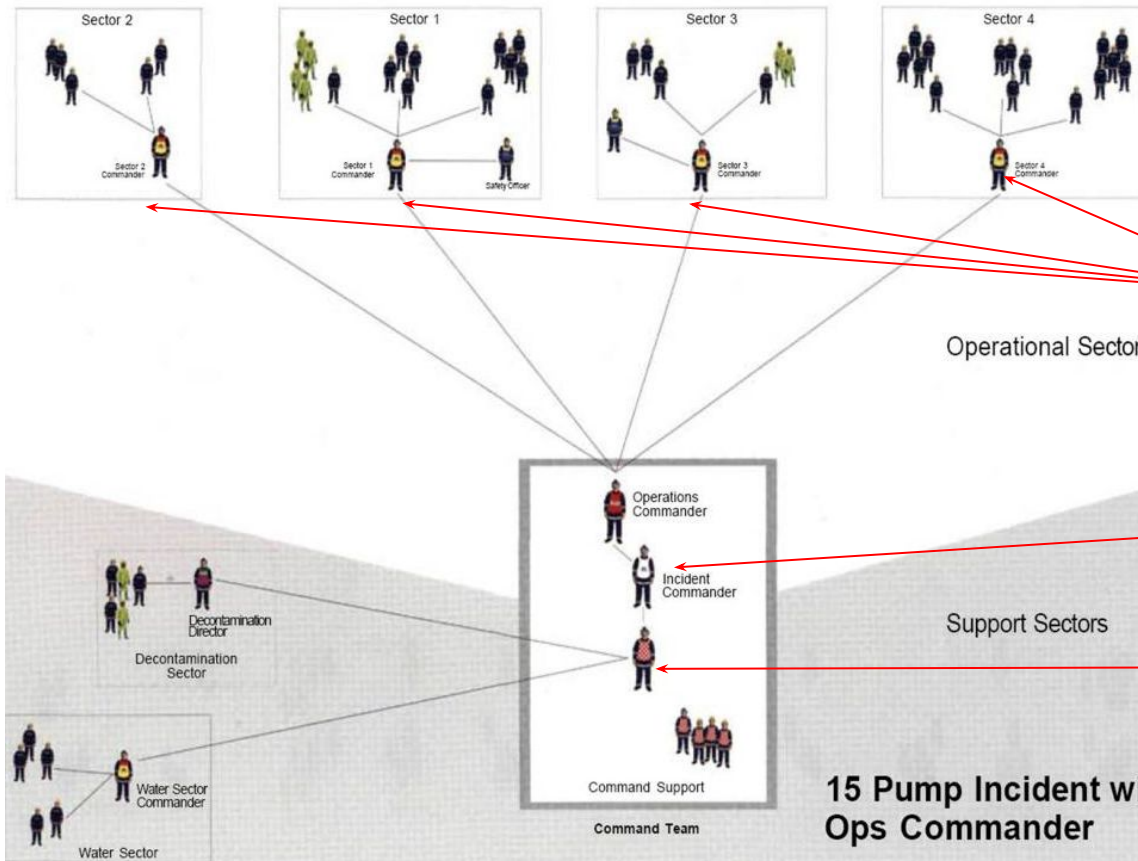 Sector 2
Sector 1
Sector 3
Sector 4
Sector 2
Commander
Sector 1
Commander
Safety Officer
Sector 3
Commander
Sector 4
Commander
Operational Sector
Operations
Commander
Incident
Commander
Decontamination
Director
Decontamination
Sector
Support Sectors
Water Sector
Commander
Water Sector
Command Support
Command Team
15 Pump Incident w
Ops Commander